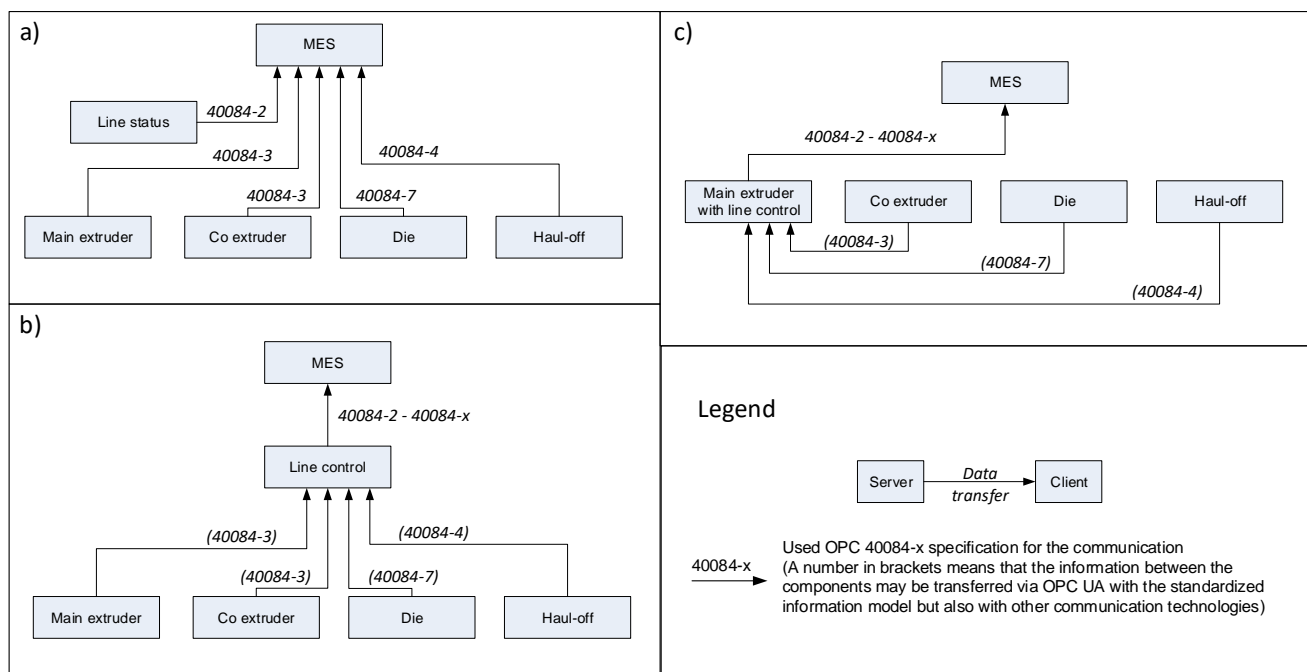 a)
MES
Line status
40084-2
40084-3
40084-3
40084-7
40084-4
Main extruder
Co extruder
Die
Haul-off
b)
MES
40084-2 - 40084-x
Line control
(40084-3)
(40084-3)
(40084-7)
(40084-4)
Main extruder
Co extruder
Die
Haul-off
c)
MES
40084-2 - 40084-x
Main extruder
with line control
Co extruder
Die
Haul-off
(40084-3)
(40084-7)
(40084-4)
Legend
Server
Data
transfer
Client
40084-x
Used OPC 40084-x specification for the communication
(A number in brackets means that the information between the
components may be transferred via OPC UA with the standardized
information model but also with other communication technologies)